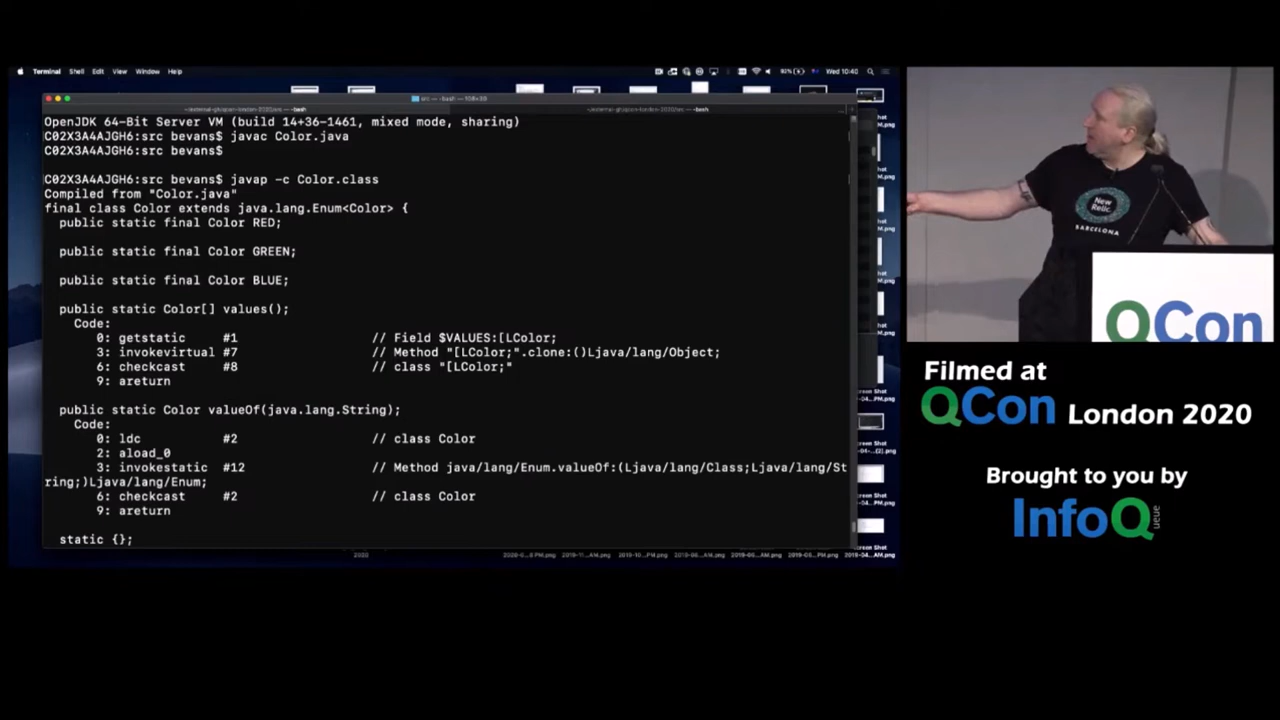 Terminal Shell Edit View Window Help
Wed 10:40
OpenJDK 64-Bit Server VM (build 14+36-1461, mixed mode, sharing)
C02X3A4AJGH6:src bevans$ javac Color.java
C02X3A4AJGH6:src bevans$
C02X3A4AJGH6:src bevans$ javap -c Color.class
Compiled from "Color.java"
final class Color extends java.lang.Enum<Color> {
public static final Color RED;
public static final Color GREEN;
public static final Color BLUE;
public static Color[] values();
Code:
0: getstatic #1 // Field $VALUES:[LColor;
3: invokevirtual #7 // Method "[LColor;".clone:()Ljava/lang/Object;
6: checkcast #8 // class "[LColor;"
9: areturn
public static Color valueOf(java.lang.String);
Code:
0: ldc #2 // class Color
2: aload_0
3: invokestatic #12 // Method java/lang/Enum.valueOf:(Ljava/lang/Class;Ljava/lang/St
ring;)Ljava/lang/Enum;
6: checkcast #2 // class Color
9: areturn
static {};
New
Relic
BARCELONA
QCon
Filmed at
QCon London 2020
Brought to you by
InfoQ